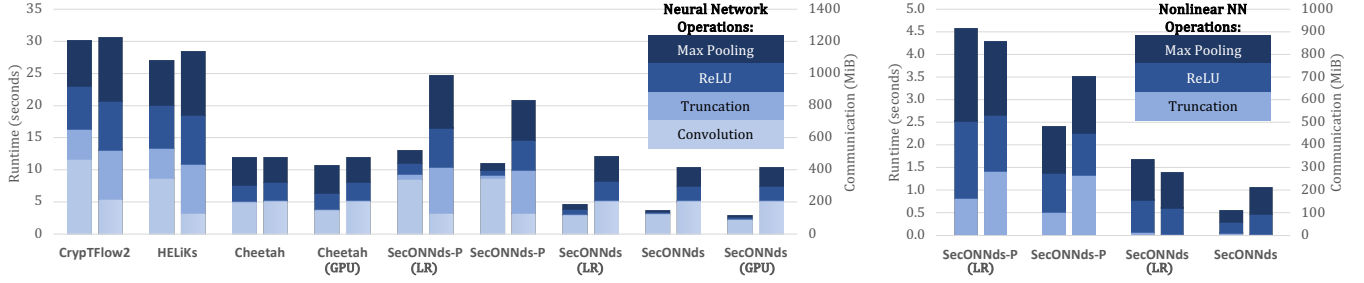 Neural Network
Operations:
Max Pooling
ReLU
Truncation
Convolution
Runtime (seconds)
35
30
25
20
15
10
5
0
Communication (MiB)
1400
1200
1000
800
600
400
200
0
CrypTFlow2
HELiKs
Cheetah
Cheetah
(GPU)
SecONNds-P
(LR)
SecONNds-P
SecONNds
(LR)
SecONNds
SecONNds
(GPU)
Nonlinear NN
Operations:
Max Pooling
ReLU
Truncation
Runtime (seconds)
5.0
4.5
4.0
3.5
3.0
2.5
2.0
1.5
1.0
0.5
0.0
Communication (MiB)
1000
900
800
700
600
500
400
300
200
100
0
SecONNds-P
(LR)
SecONNds-P
SecONNds
(LR)
SecONNds